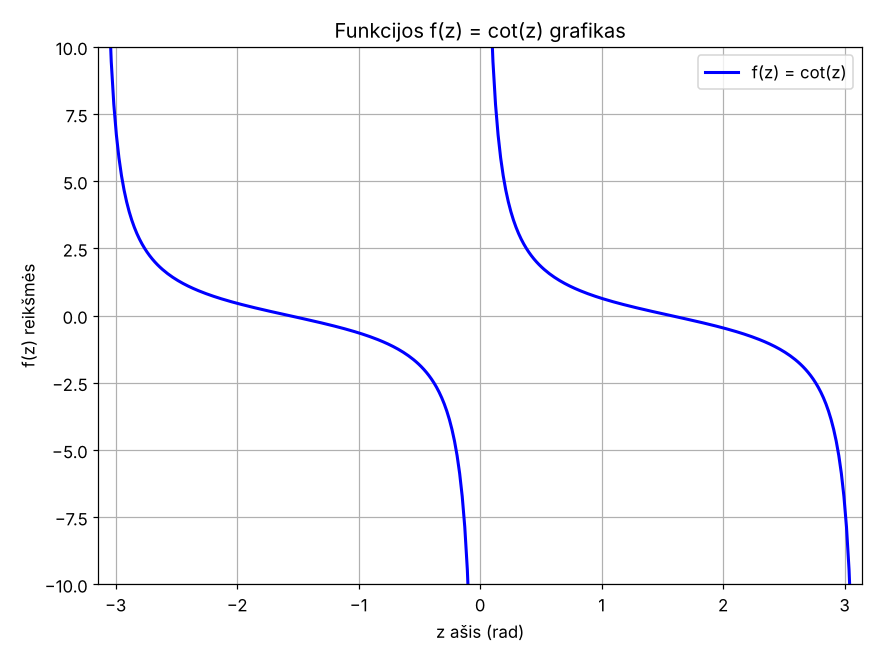 Funkcijos f(z) = cot(z) grafikas
f(z) = cot(z)
10.0
7.5
5.0
2.5
0.0
−2.5
−5.0
−7.5
−10.0
f(z) reikšmės
−3 −2 −1 0 1 2 3
z ašis (rad)